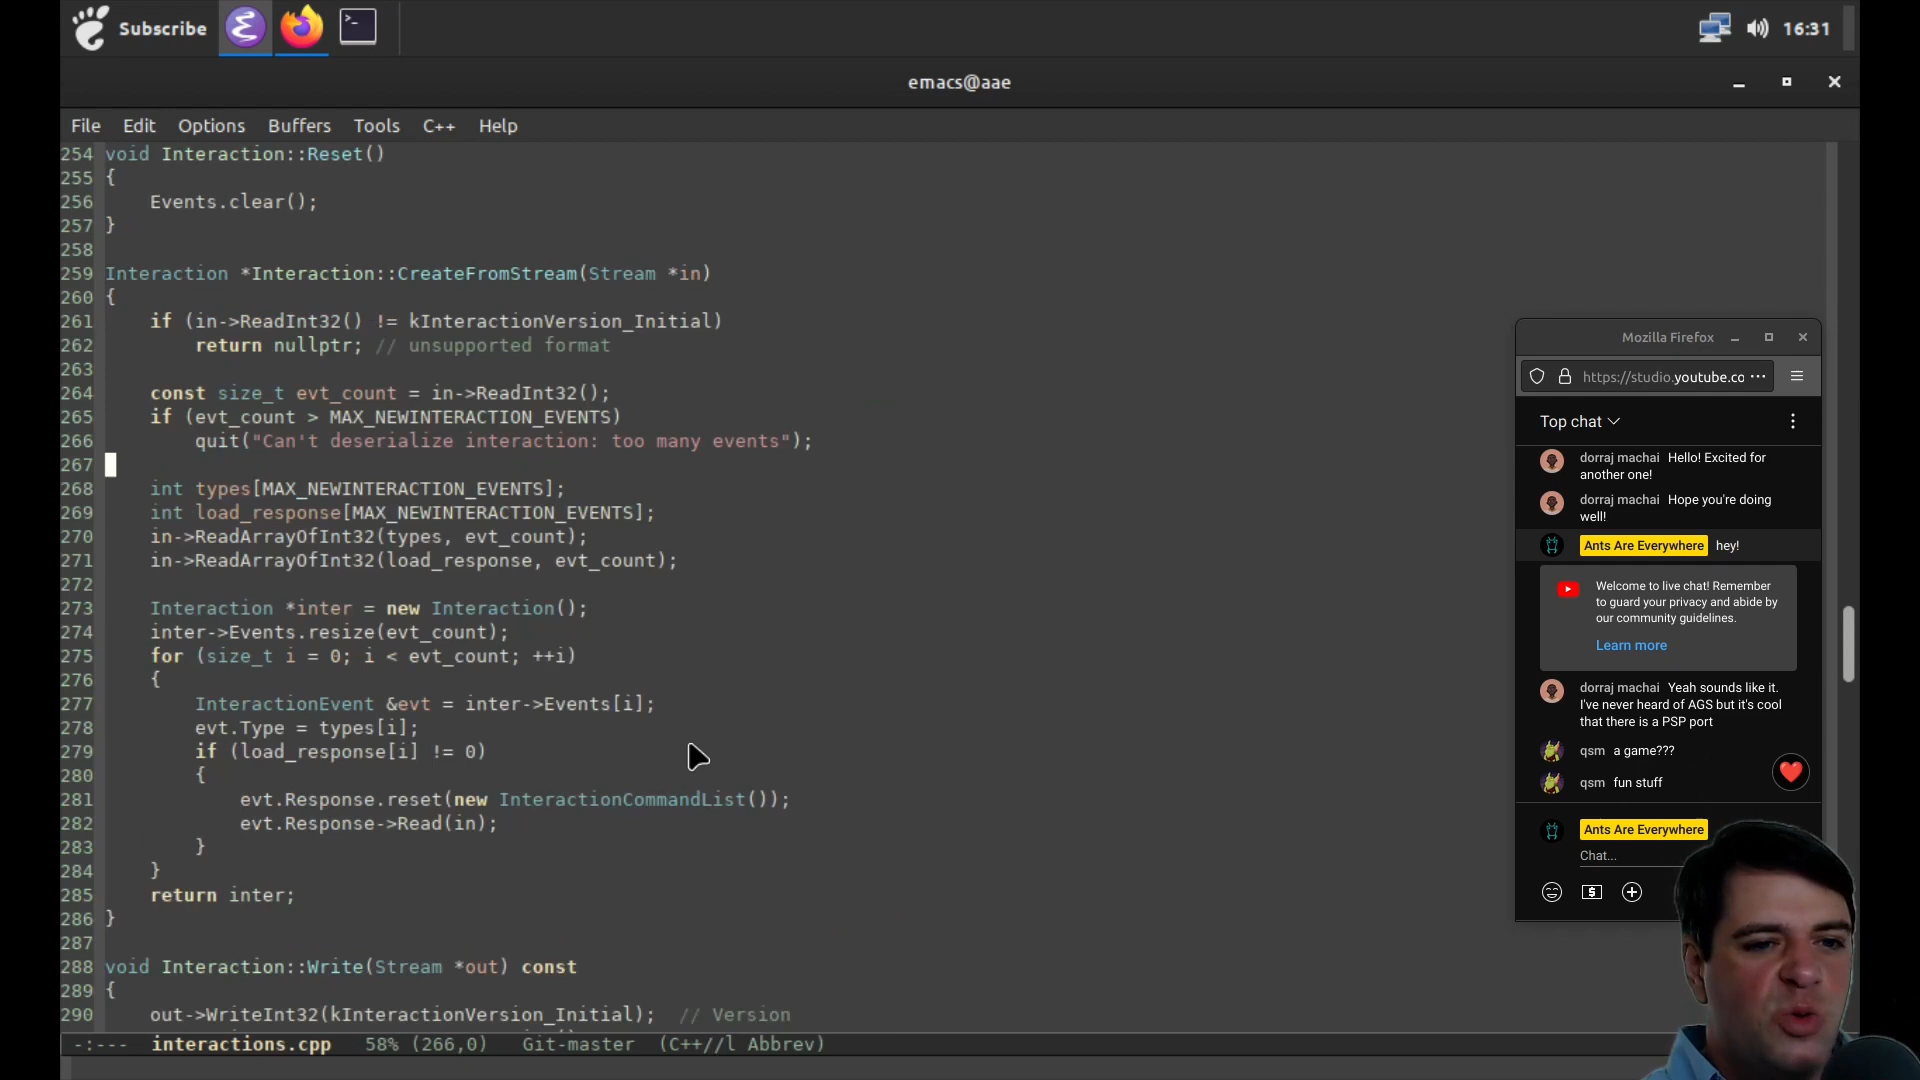 Subscribe
16:31
emacs@aae
File Edit Options Buffers Tools C++ Help
254 void Interaction::Reset()
255 {
256     Events.clear();
257 }
258
259 Interaction *Interaction::CreateFromStream(Stream *in)
260 {
261     if (in->ReadInt32() != kInteractionVersion_Initial)
262         return nullptr; // unsupported format
263
264     const size_t evt_count = in->ReadInt32();
265     if (evt_count > MAX_NEWINTERACTION_EVENTS)
266         quit("Can't deserialize interaction: too many events");
267
268     int types[MAX_NEWINTERACTION_EVENTS];
269     int load_response[MAX_NEWINTERACTION_EVENTS];
270     in->ReadArrayOfInt32(types, evt_count);
271     in->ReadArrayOfInt32(load_response, evt_count);
272
273     Interaction *inter = new Interaction();
274     inter->Events.resize(evt_count);
275     for (size_t i = 0; i < evt_count; ++i)
276     {
277         InteractionEvent &evt = inter->Events[i];
278         evt.Type = types[i];
279         if (load_response[i] != 0)
280         {
281             evt.Response.reset(new InteractionCommandList());
282             evt.Response->Read(in);
283         }
284     }
285     return inter;
286 }
287
288 void Interaction::Write(Stream *out) const
289 {
290     out->WriteInt32(kInteractionVersion_Initial);  // Version
-:--- interactions.cpp 58% (266,0) Git-master (C++//l Abbrev)
Mozilla Firefox
https://studio.youtube.co
Top chat
dorraj machai Hello! Excited for
another one!
dorraj machai Hope you're doing
well!
Ants Are Everywhere hey!
Welcome to live chat! Remember
to guard your privacy and abide by
our community guidelines.
Learn more
dorraj machai Yeah sounds like it.
I've never heard of AGS but it's cool
that there is a PSP port
qsm a game???
qsm fun stuff
Ants Are Everywhere
Chat...